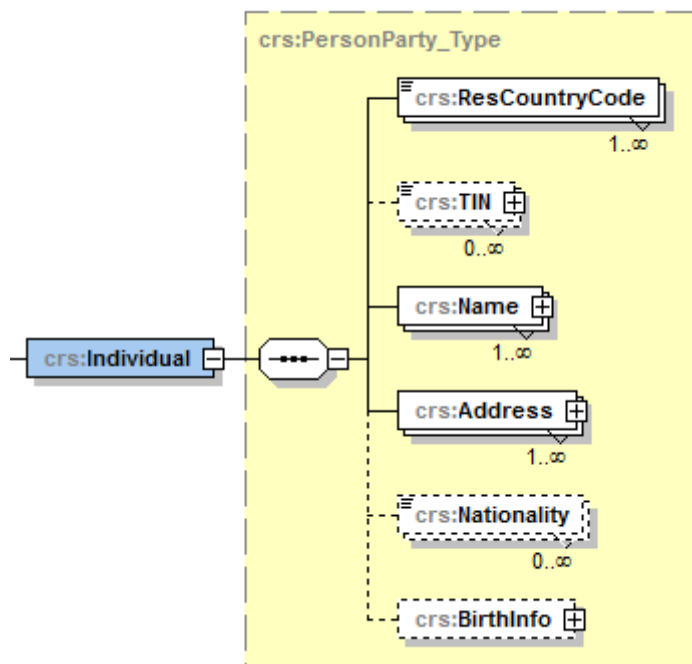 crs:PersonParty_Type
crs:ResCountryCode
1..∞
crs:TIN
0..∞
crs:Name
1..∞
crs:Individual
crs:Address
1..∞
crs:Nationality
0..∞
crs:BirthInfo